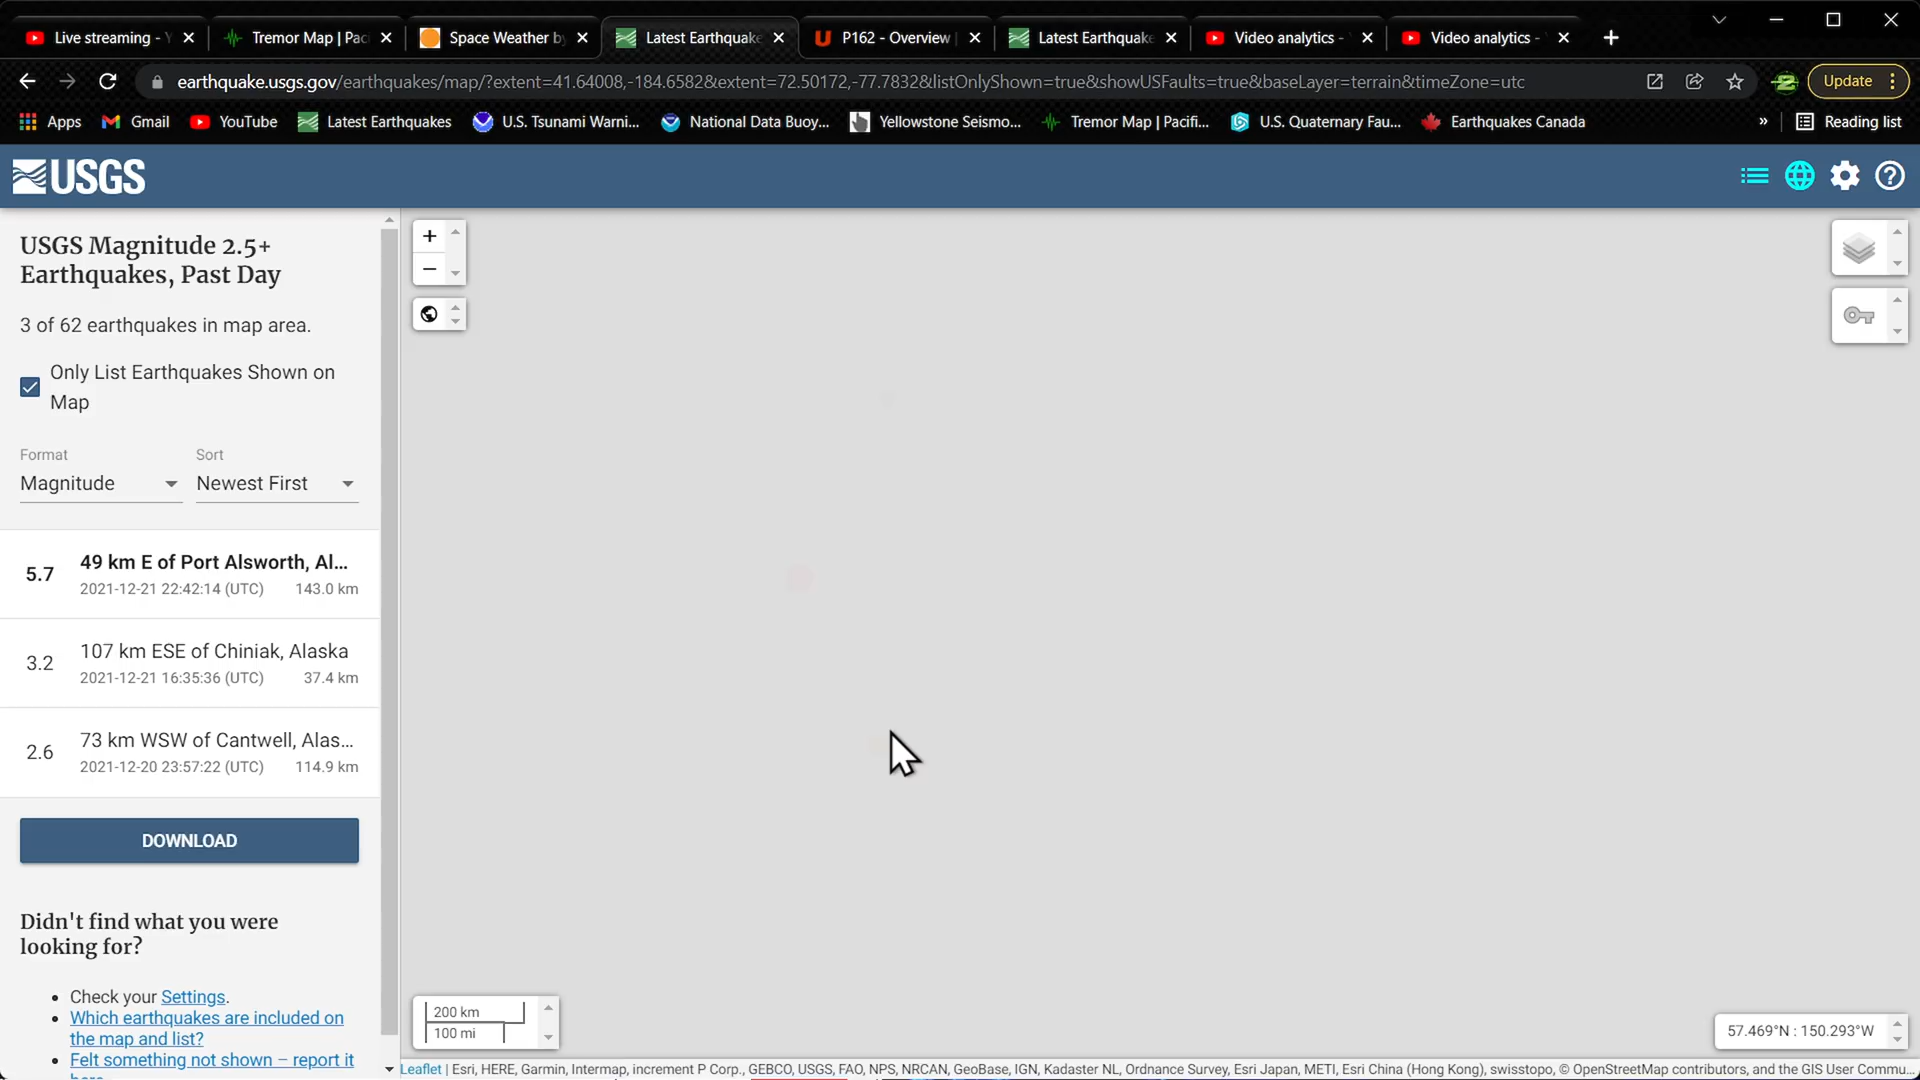 Live streaming - Y
Tremor Map | Paci
Space Weather by
Latest Earthquake
P162 - Overview |
Latest Earthquake
Video analytics -
Video analytics -
earthquake.usgs.gov/earthquakes/map/?extent=41.64008,-184.6582&extent=72.50172,-77.7832&listOnlyShown=true&showUSFaults=true&baseLayer=terrain&timeZone=utc
Update
Apps
Gmail
YouTube
Latest Earthquakes
U.S. Tsunami Warni...
National Data Buoy...
Yellowstone Seismo...
Tremor Map | Pacifi...
U.S. Quaternary Fau...
Earthquakes Canada
»
Reading list
USGS
USGS Magnitude 2.5+
Earthquakes, Past Day
3 of 62 earthquakes in map area.
Only List Earthquakes Shown on
Map
Format
Sort
Magnitude
Newest First
5.7
49 km E of Port Alsworth, Al...
2021-12-21 22:42:14 (UTC)
143.0 km
3.2
107 km ESE of Chiniak, Alaska
2021-12-21 16:35:36 (UTC)
37.4 km
2.6
73 km WSW of Cantwell, Alas...
2021-12-20 23:57:22 (UTC)
114.9 km
DOWNLOAD
Didn't find what you were
looking for?
• Check your Settings.
• Which earthquakes are included on
the map and list?
• Felt something not shown – report it
+
−
200 km
100 mi
57.469°N : 150.293°W
Leaflet | Esri, HERE, Garmin, Intermap, increment P Corp., GEBCO, USGS, FAO, NPS, NRCAN, GeoBase, IGN, Kadaster NL, Ordnance Survey, Esri Japan, METI, Esri China (Hong Kong), swisstopo, © OpenStreetMap contributors, and the GIS User Commu...